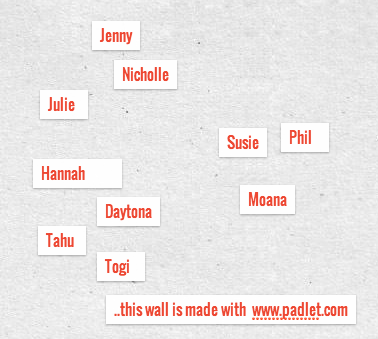 Jenny
Nicholle
Julie
Susie
Phil
Hannah
Moana
Daytona
Tahu
Togi
..this wall is made with www.padlet.com